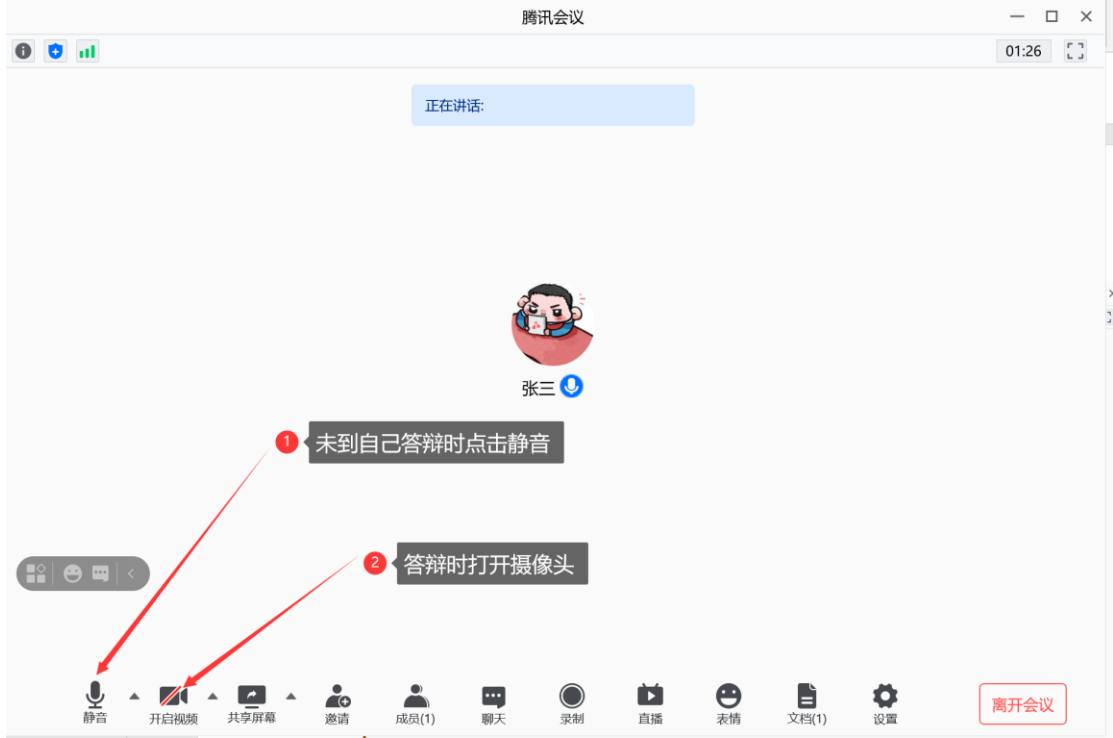 腾讯会议
01:26
正在讲话:
张三
1 未到自己答辩时点击静音
2 答辩时打开摄像头
静音 开启视频 共享屏幕 邀请 成员(1) 聊天 录制 直播 表情 文档(1) 设置 离开会议